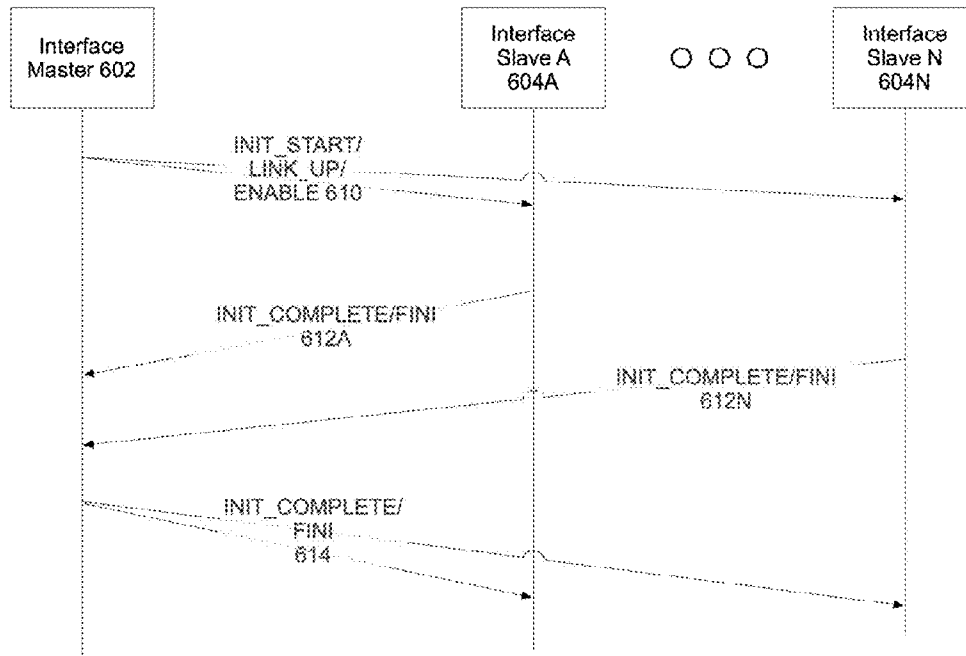 Interface
Master 602
Interface
Slave A
604A
Interface
Slave N
604N
INIT_START/
LINK_UP/
ENABLE 610
INIT_COMPLETE/FINI
612A
INIT_COMPLETE/FINI
612N
INIT_COMPLETE/
FINI
614